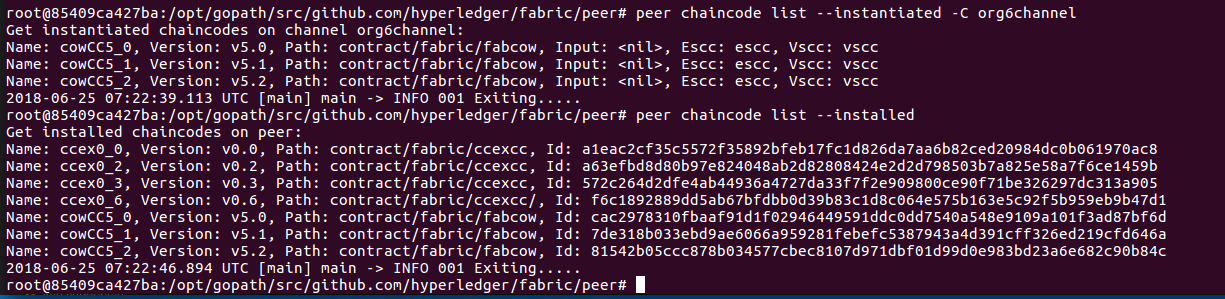 root@85409ca427ba:/opt/gopath/src/github.com/hyperledger/fabric/peer# peer chaincode list --instantiated -C org6channel
Get instantiated chaincodes on channel org6channel:
Name: cowCC5_0, Version: v5.0, Path: contract/fabric/fabcow, Input: <nil>, Escc: escc, Vscc: vscc
Name: cowCC5_1, Version: v5.1, Path: contract/fabric/fabcow, Input: <nil>, Escc: escc, Vscc: vscc
Name: cowCC5_2, Version: v5.2, Path: contract/fabric/fabcow, Input: <nil>, Escc: escc, Vscc: vscc
2018-06-25 07:22:39.113 UTC [main] main -> INFO 001 Exiting.....
root@85409ca427ba:/opt/gopath/src/github.com/hyperledger/fabric/peer# peer chaincode list --installed
Get installed chaincodes on peer:
Name: ccex0_0, Version: v0.0, Path: contract/fabric/ccexcc, Id: a1eac2cf35c5572f35892bfeb17fc1d826da7aa6b82ced20984dc0b061970ac8
Name: ccex0_2, Version: v0.2, Path: contract/fabric/ccexcc, Id: a63efbd8d80b97e824048ab2d82808424e2d2d798503b7a825e58a7f6ce1459b
Name: ccex0_3, Version: v0.3, Path: contract/fabric/ccexcc, Id: 572c264d2dfe4ab44936a4727da33f7f2e909800ce90f71be326297dc313a905
Name: ccex0_6, Version: v0.6, Path: contract/fabric/ccexcc/, Id: f6c1892889dd5ab67bfdbb0d39b83c1d8c064e575b163e5c92f5b959eb9b47d1
Name: cowCC5_0, Version: v5.0, Path: contract/fabric/fabcow, Id: cac2978310fbaaf91d1f02946449591ddc0dd7540a548e9109a101f3ad87bf6d
Name: cowCC5_1, Version: v5.1, Path: contract/fabric/fabcow, Id: 7de318b033ebd9ae6066a959281febefc5387943a4d391cff326ed219cfd646a
Name: cowCC5_2, Version: v5.2, Path: contract/fabric/fabcow, Id: 81542b05ccc878b034577cbec8107d971dbf01d99d0e983bd23a6e682c90b84c
2018-06-25 07:22:46.894 UTC [main] main -> INFO 001 Exiting.....
root@85409ca427ba:/opt/gopath/src/github.com/hyperledger/fabric/peer#